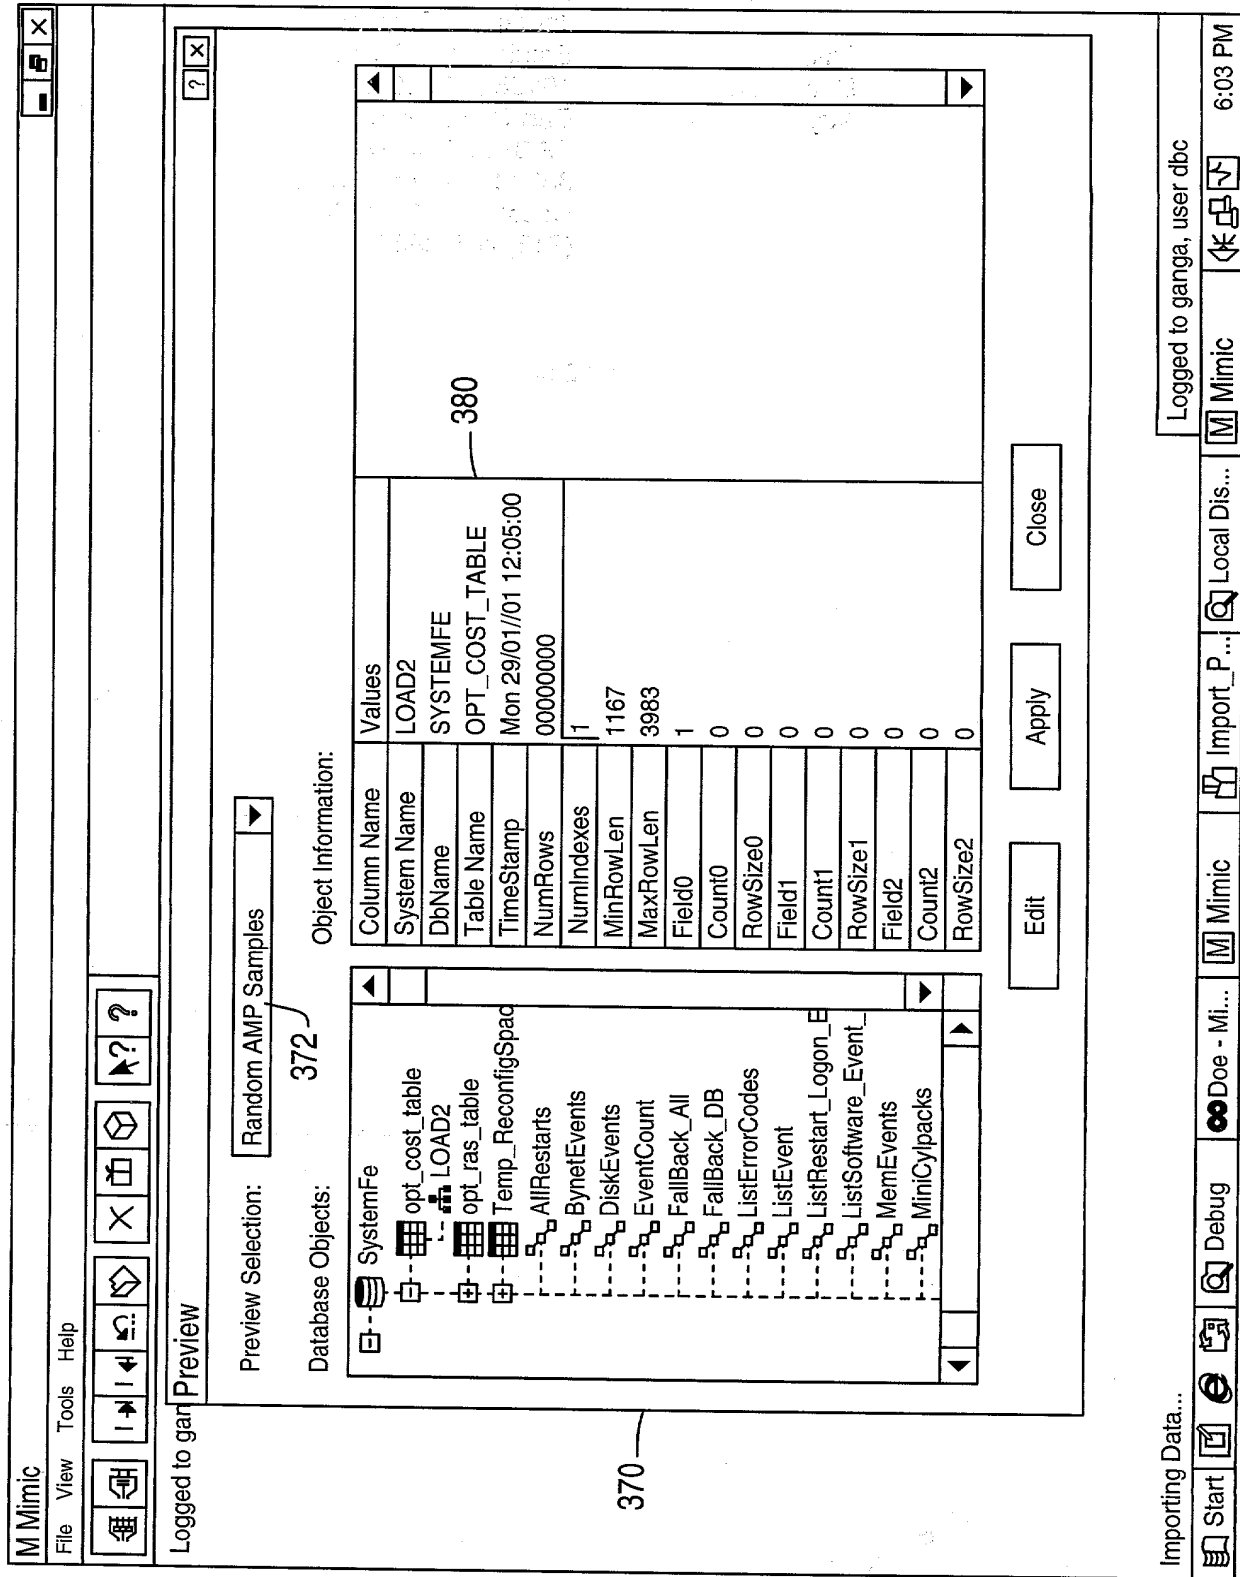 M Mimic
File View Tools Help
Logged to gan
Preview
Preview Selection:
Random AMP Samples
372
Database Objects:
Object Information:
SystemFe
opt_cost_table
LOAD2
opt_ras_table
Temp_ReconfigSpac
AllRestarts
BynetEvents
DiskEvents
EventCount
FallBack_All
FallBack_DB
ListErrorCodes
ListEvent
ListRestart_Logon_E
ListSoftware_Event_
MemEvents
MiniCylpacks
370
Column Name Values
System Name LOAD2
DbName SYSTEMFE
Table Name OPT_COST_TABLE
TimeStamp Mon 29/01//01 12:05:00
NumRows 00000000
NumIndexes 1
MinRowLen 1167
MaxRowLen 3983
Field0 1
Count0 0
RowSize0 0
Field1 0
Count1 0
RowSize1 0
Field2 0
Count2 0
RowSize2 0
380
Edit Apply Close
Importing Data...
Logged to ganga, user dbc
Start Debug Doe - Mi... M Mimic Import_P... Local Dis... M Mimic 6:03 PM